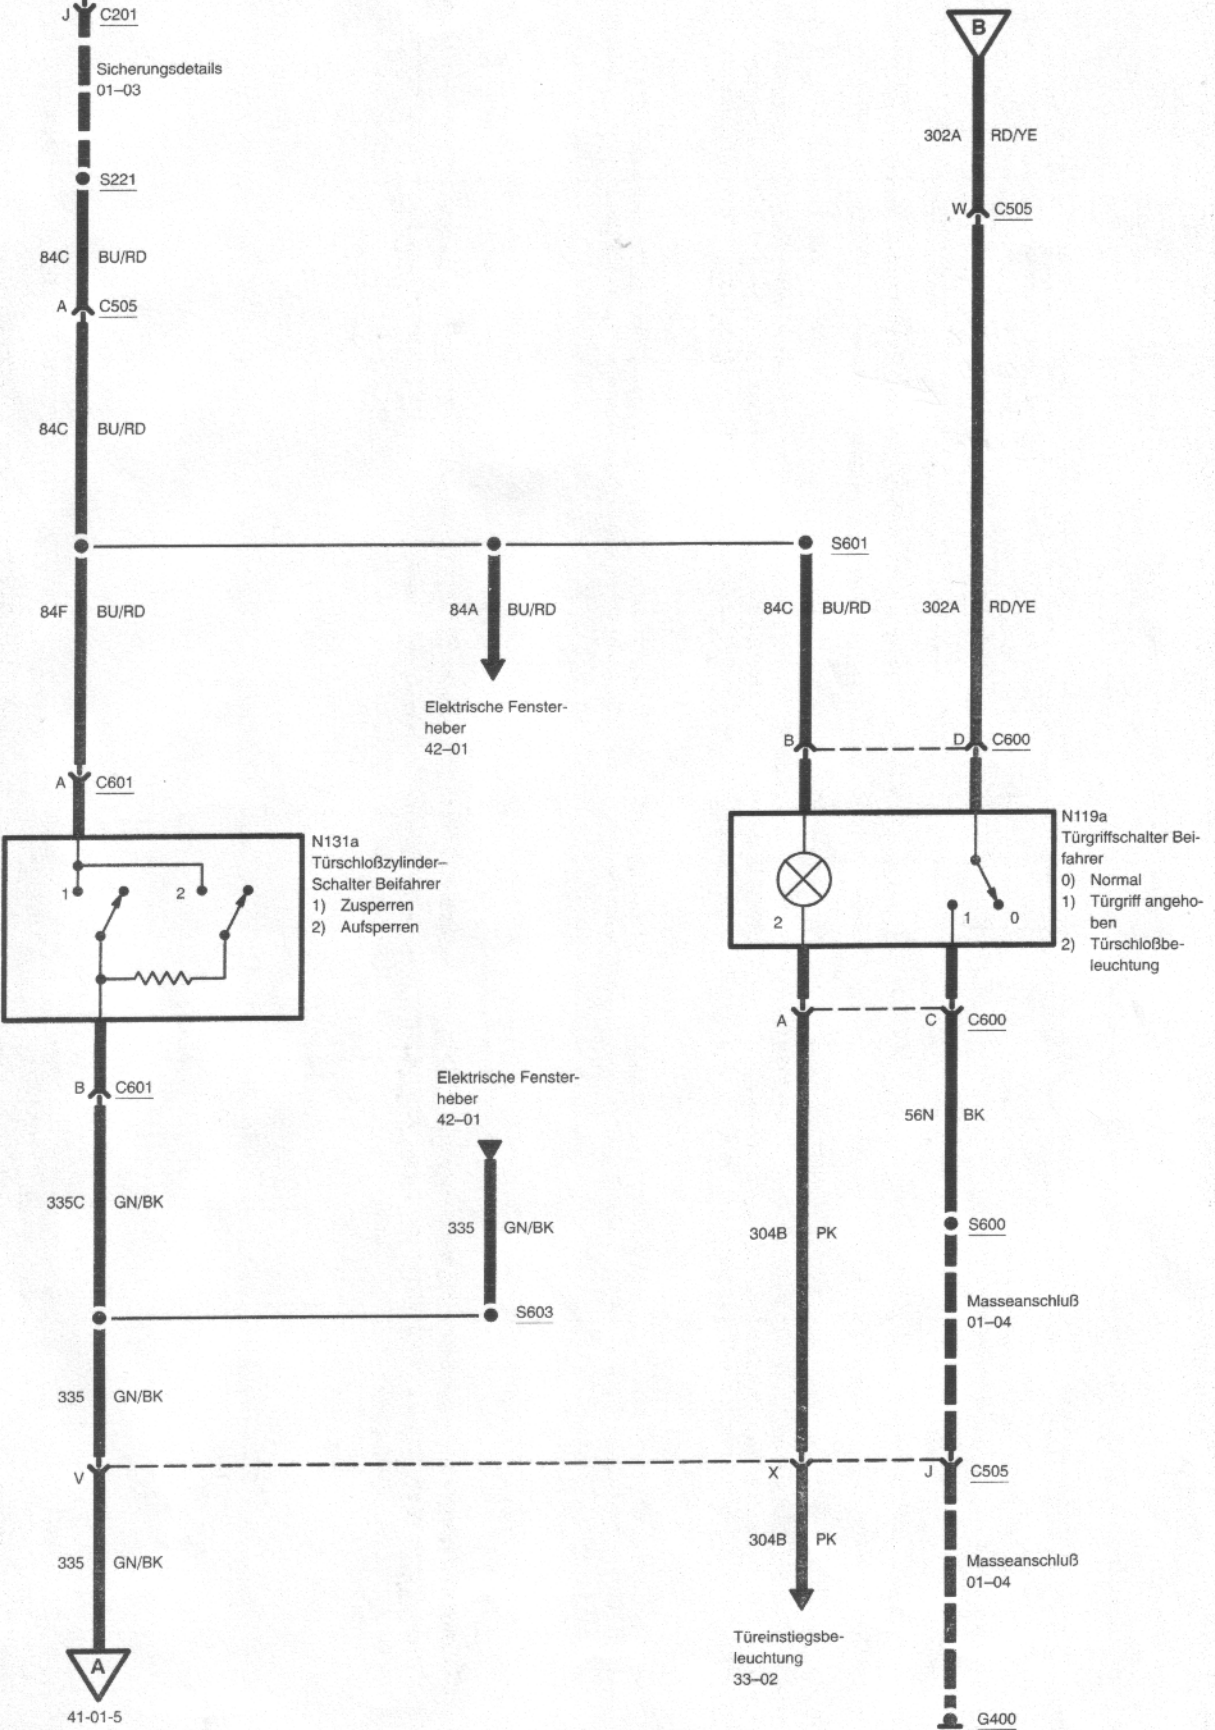 J C201
B
Sicherungsdetails
01–03
302A RD/YE
S221
W C505
84C BU/RD
A C505
84C BU/RD
S601
84F BU/RD
84A BU/RD
84C BU/RD
302A RD/YE
Elektrische Fenster-
heber
42–01
B D C600
A C601
N131a
Türschloßzylinder–
Schalter Beifahrer
1) Zusperren
2) Aufsperren
1 2
N119a
Türgriffschalter Bei-
fahrer
0) Normal
1) Türgriff angeho-
ben
2) Türschloßbe-
leuchtung
2 1 0
A C C600
B C601
Elektrische Fenster-
heber
42–01
56N BK
335C GN/BK
335 GN/BK
304B PK
S600
Masseanschluß
01–04
S603
335 GN/BK
V X J C505
304B PK
335 GN/BK
Masseanschluß
01–04
Türeinstiegsbe-
leuchtung
33–02
A
41-01-5
G400